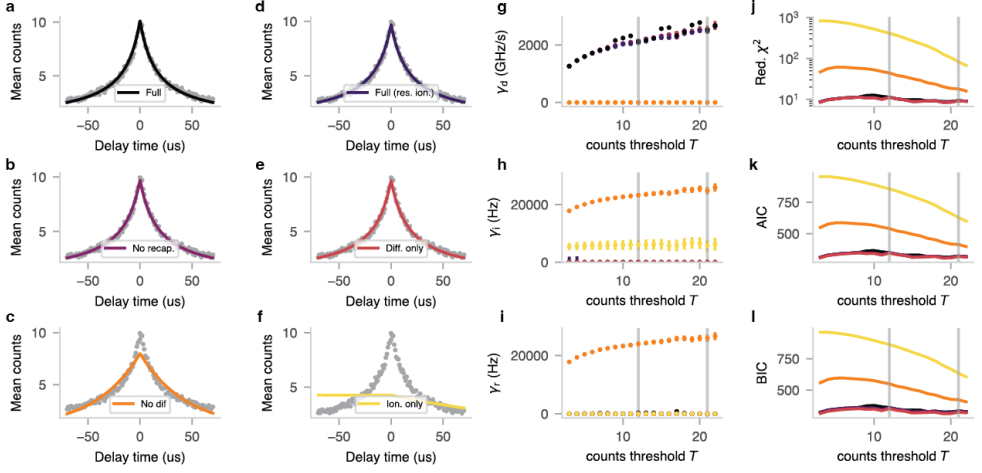 a
Mean counts
10
5
Full
−50
0
50
Delay time (us)
d
Mean counts
10
5
Full (res. ion.)
−50
0
50
Delay time (us)
g
γd (GHz/s)
2000
0
10
20
counts threshold T
j
Red. χ²
10³
10²
10¹
10
20
counts threshold T
b
Mean counts
10
5
No recap.
−50
0
50
Delay time (us)
e
Mean counts
10
5
Diff. only
−50
0
50
Delay time (us)
h
γi (Hz)
20000
0
10
20
counts threshold T
k
AIC
750
500
10
20
counts threshold T
c
Mean counts
10
5
No dif
−50
0
50
Delay time (us)
f
Mean counts
10
5
Ion. only
−50
0
50
Delay time (us)
i
γr (Hz)
20000
0
10
20
counts threshold T
l
BIC
750
500
10
20
counts threshold T